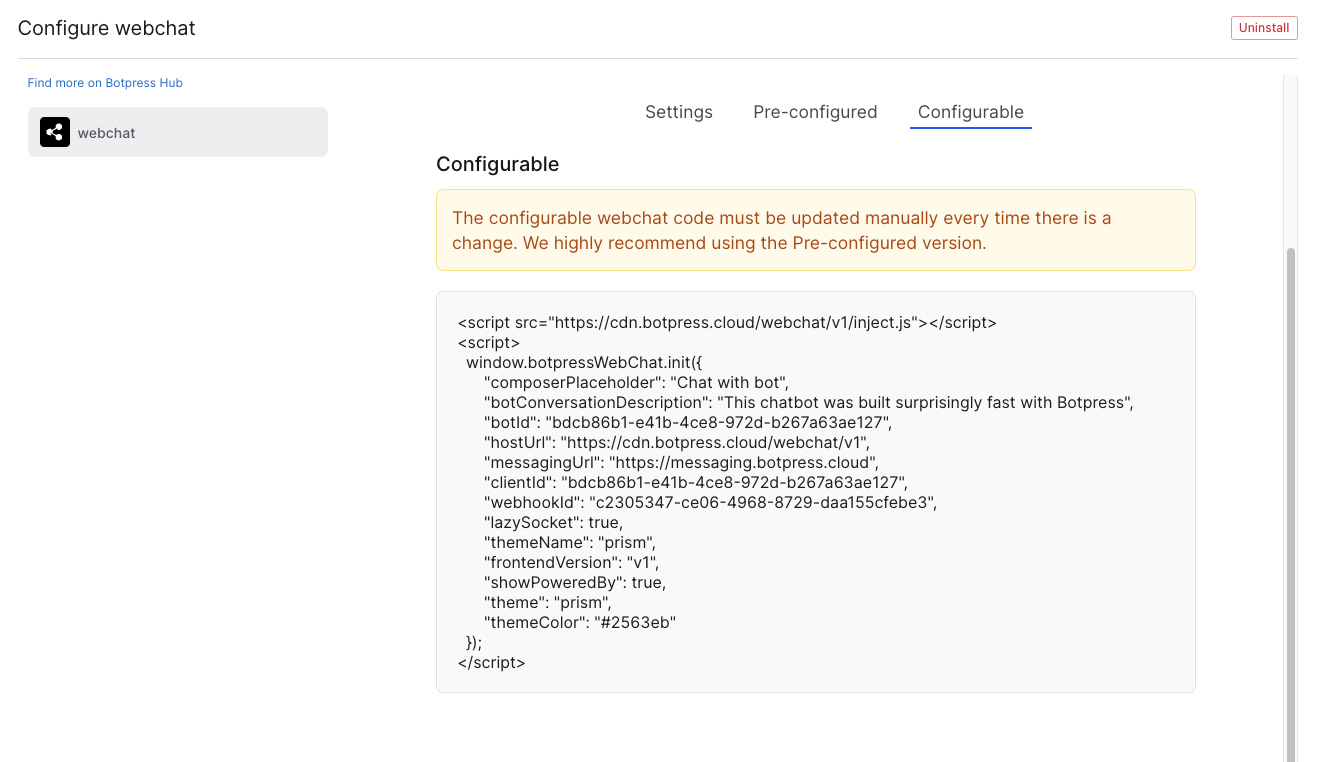 Configure webchat
Uninstall
Find more on Botpress Hub
webchat
Settings Pre-configured Configurable
Configurable
The configurable webchat code must be updated manually every time there is a
change. We highly recommend using the Pre-configured version.
<script src="https://cdn.botpress.cloud/webchat/v1/inject.js"></script>
<script>
  window.botpressWebChat.init({
      "composerPlaceholder": "Chat with bot",
      "botConversationDescription": "This chatbot was built surprisingly fast with Botpress",
      "botId": "bdcb86b1-e41b-4ce8-972d-b267a63ae127",
      "hostUrl": "https://cdn.botpress.cloud/webchat/v1",
      "messagingUrl": "https://messaging.botpress.cloud",
      "clientId": "bdcb86b1-e41b-4ce8-972d-b267a63ae127",
      "webhookId": "c2305347-ce06-4968-8729-daa155cfebe3",
      "lazySocket": true,
      "themeName": "prism",
      "frontendVersion": "v1",
      "showPoweredBy": true,
      "theme": "prism",
      "themeColor": "#2563eb"
  });
</script>